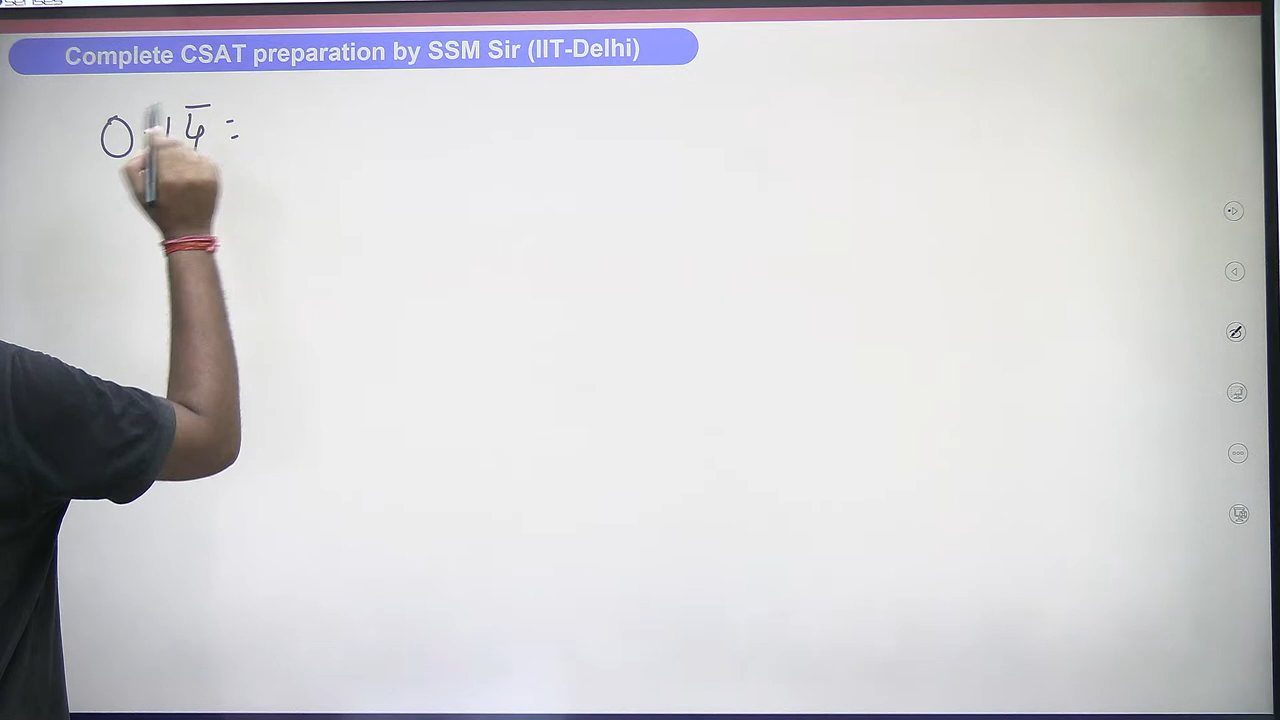 Complete CSAT preparation by SSM Sir (IIT-Delhi)
0.14̅ =